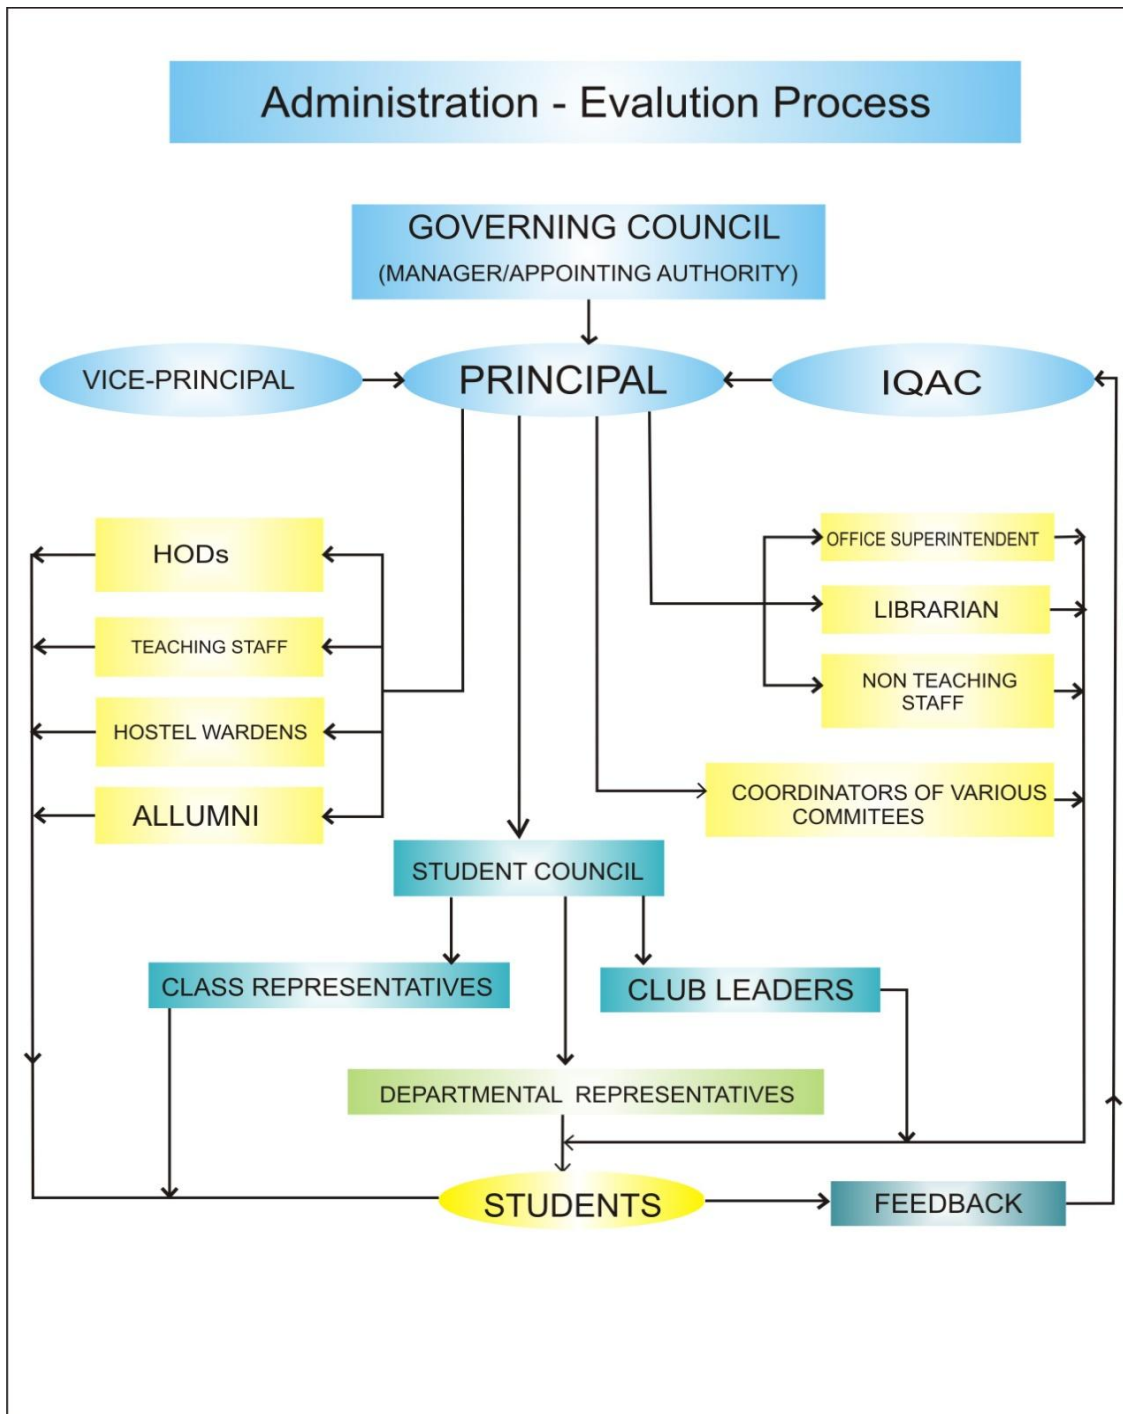 Administration - Evalution Process
GOVERNING COUNCIL
(MANAGER/APPOINTING AUTHORITY)
VICE-PRINCIPAL
PRINCIPAL
IQAC
HODs
TEACHING STAFF
HOSTEL WARDENS
ALLUMNI
OFFICE SUPERINTENDENT
LIBRARIAN
NON TEACHING
STAFF
COORDINATORS OF VARIOUS
COMMITEES
STUDENT COUNCIL
CLASS REPRESENTATIVES
CLUB LEADERS
DEPARTMENTAL REPRESENTATIVES
STUDENTS
FEEDBACK